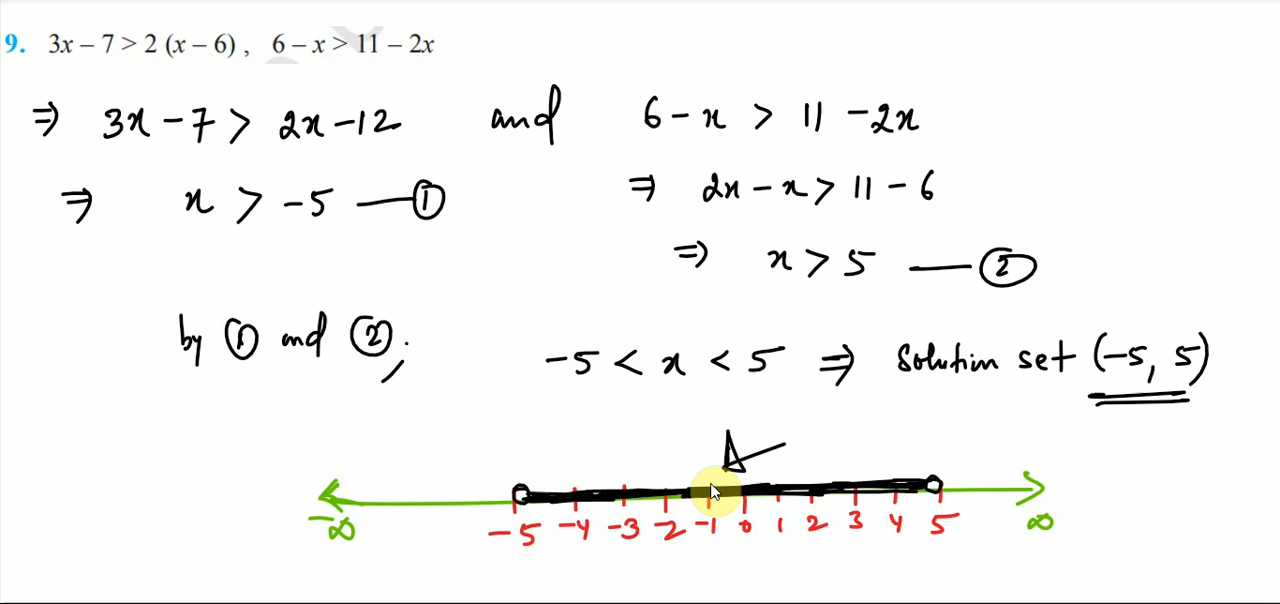 9. 3x – 7 > 2 (x – 6) , 6 – x > 11 – 2x
⇒ 3x - 7 > 2x - 12 and 6 - x > 11 - 2x
⇒ x > -5 — ① ⇒ 2x - x > 11 - 6
⇒ x > 5 — ②
by ① and ②;
-5 < x < 5 ⇒ Solution set (-5, 5)
-∞ -5 -4 -3 -2 -1 0 1 2 3 4 5 ∞